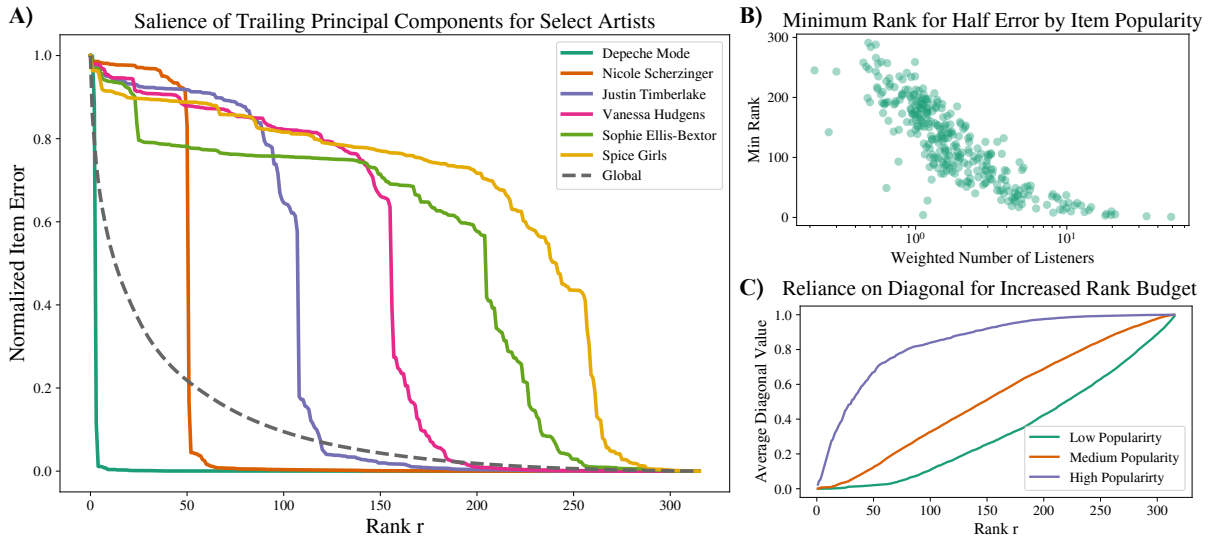 A)
Salience of Trailing Principal Components for Select Artists
Normalized Item Error
1.0
0.8
0.6
0.4
0.2
0.0
0
50
100
150
200
250
300
Rank r
Depeche Mode
Nicole Scherzinger
Justin Timberlake
Vanessa Hudgens
Sophie Ellis-Bextor
Spice Girls
Global
B)
Minimum Rank for Half Error by Item Popularity
Min Rank
300
200
100
0
10⁰
10¹
Weighted Number of Listeners
C)
Reliance on Diagonal for Increased Rank Budget
Average Diagonal Value
1.0
0.8
0.6
0.4
0.2
0.0
0
50
100
150
200
250
300
Rank r
Low Popularirty
Medium Popularity
High Popularirty